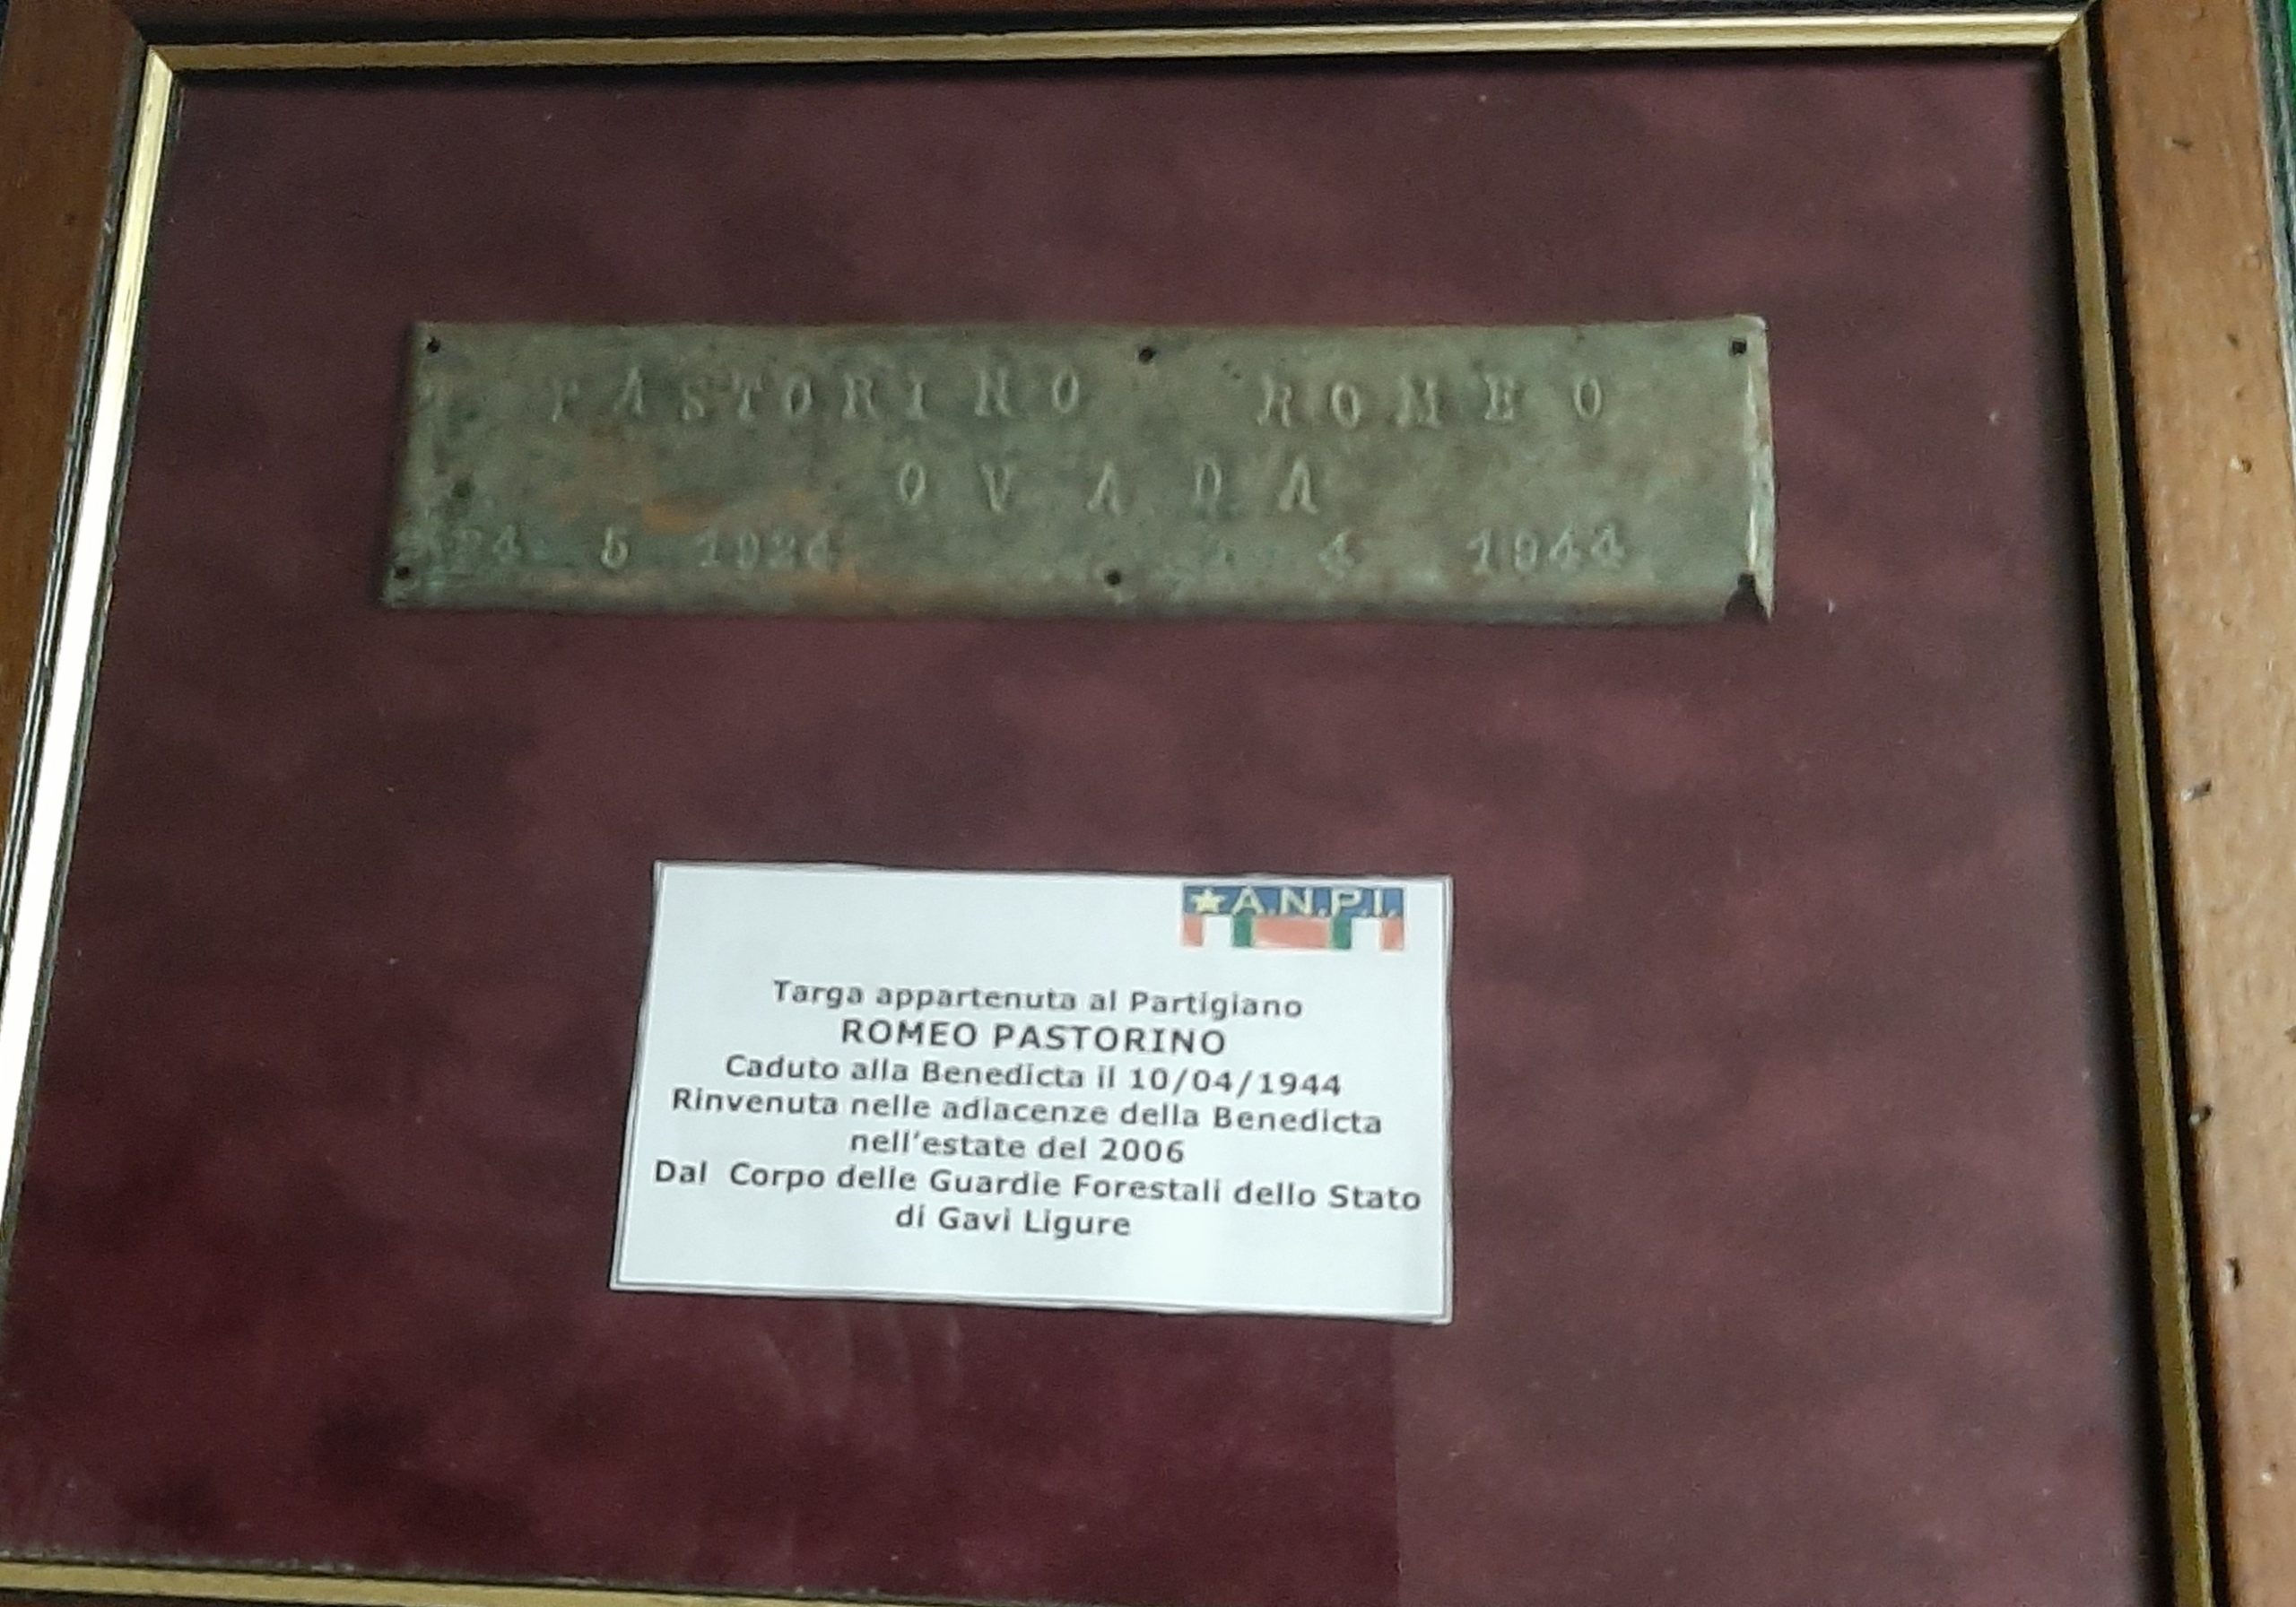 PASTORINO ROMEO
OVADA
24 5 1924 4 1944
A.N.P.I.
Targa appartenuta al Partigiano
ROMEO PASTORINO
Caduto alla Benedicta il 10/04/1944
Rinvenuta nelle adiacenze della Benedicta
nell'estate del 2006
Dal Corpo delle Guardie Forestali dello Stato
di Gavi Ligure